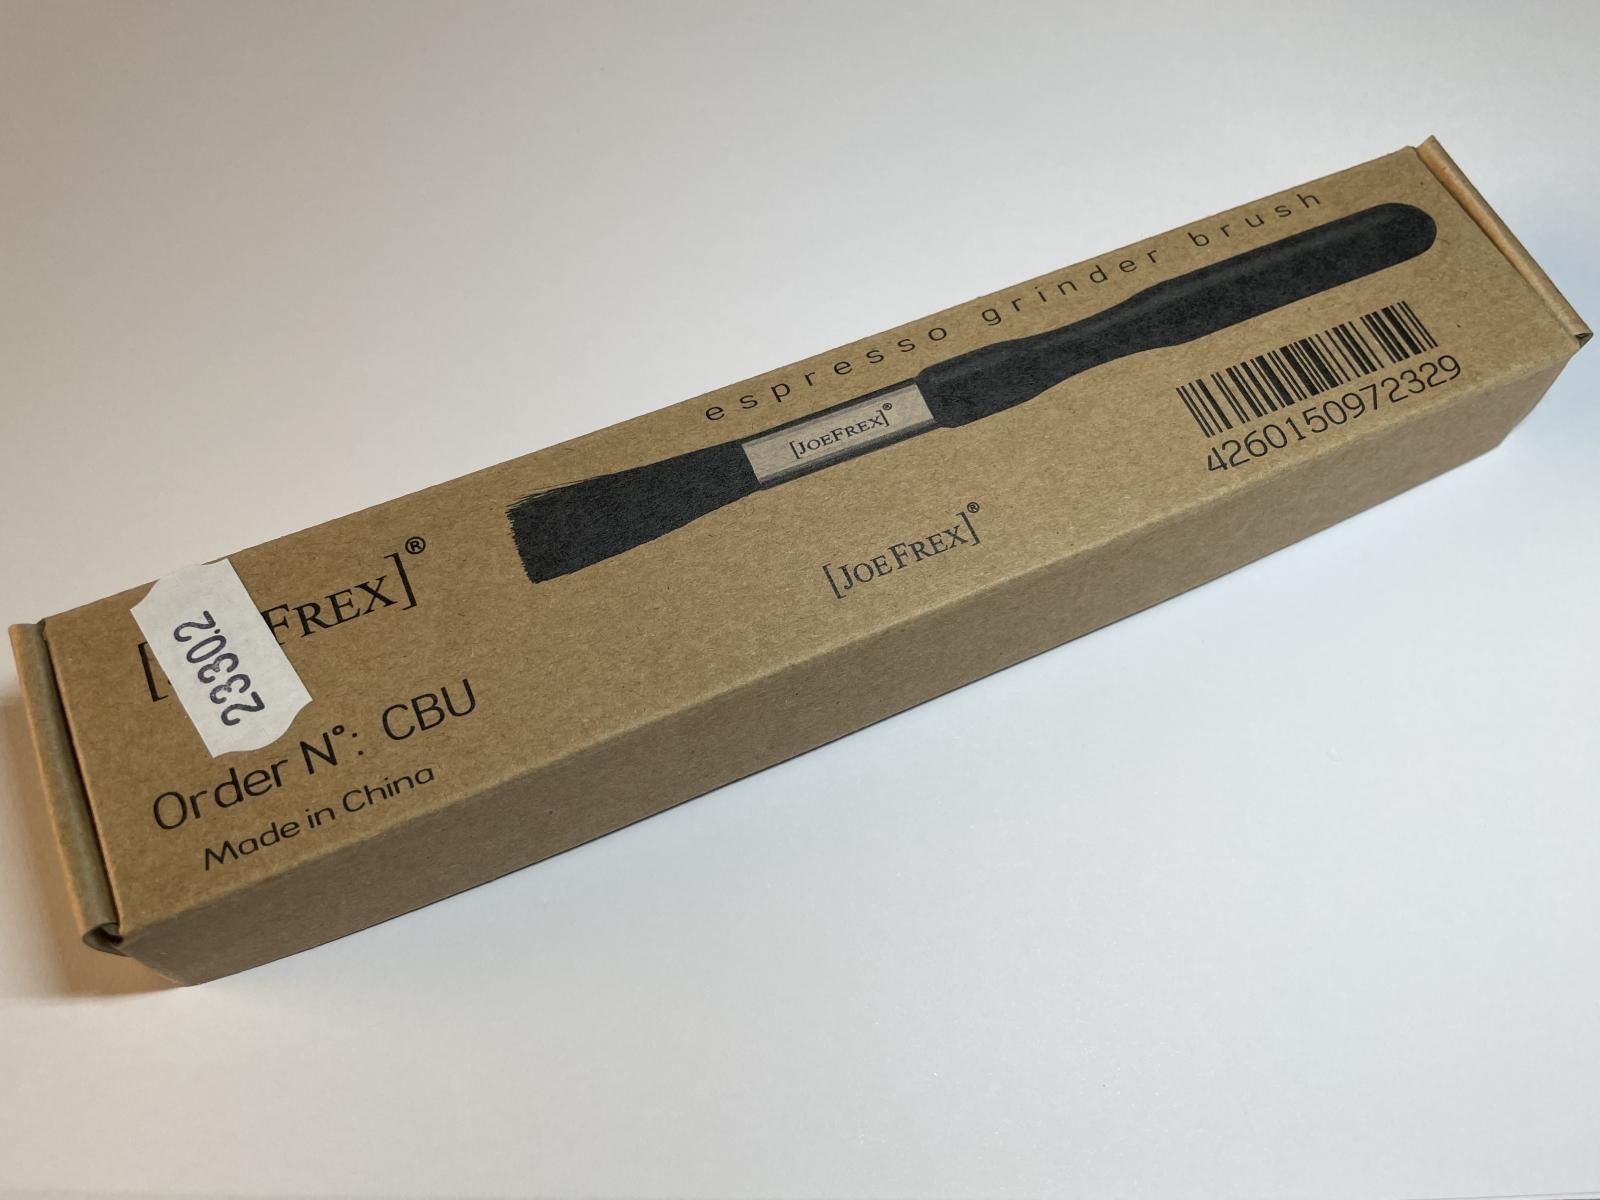 espresso grinder brush
[JOEFREX]®
4260150972329
[JOEFREX]®
[ FREX]®
23302
Order N°: CBU
Made in China